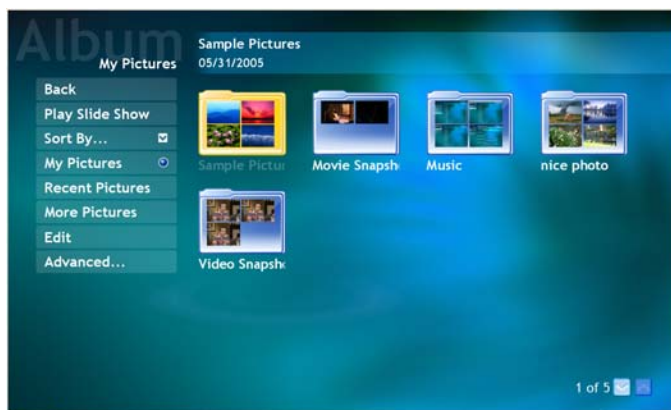 Album
My Pictures
Sample Pictures
05/31/2005
Back
Play Slide Show
Sort By...
My Pictures
Recent Pictures
More Pictures
Edit
Advanced...
Sample Pictu
Movie Snapsh
Music
nice photo
Video Snapsh
1 of 5